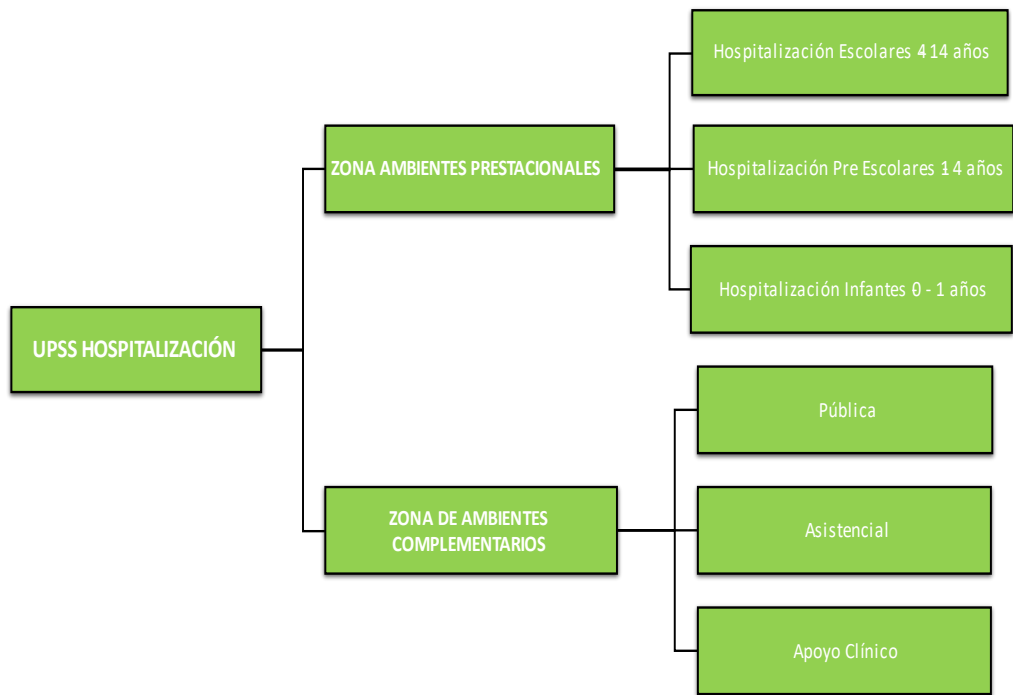 Hospitalización Escolares 4 14 años
ZONA AMBIENTES PRESTACIONALES
Hospitalización Pre Escolares 1 4 años
Hospitalización Infantes 0 - 1 años
UPSS HOSPITALIZACIÓN
Pública
ZONA DE AMBIENTES
COMPLEMENTARIOS
Asistencial
Apoyo Clínico